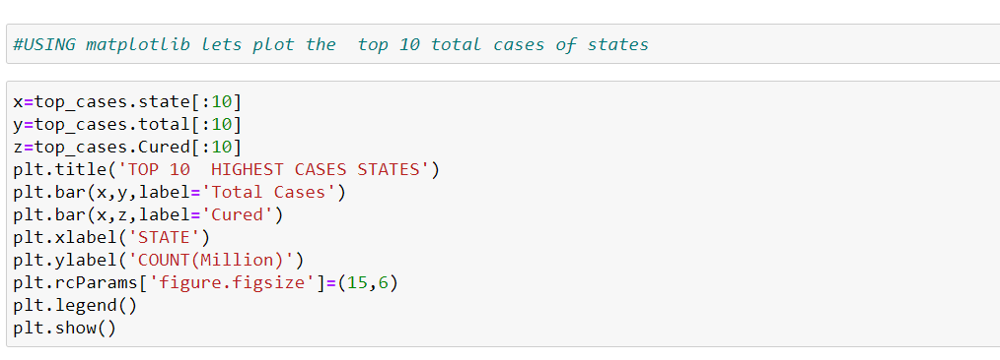 #USING matplotlib lets plot the  top 10 total cases of states
x=top_cases.state[:10]
y=top_cases.total[:10]
z=top_cases.Cured[:10]
plt.title('TOP 10  HIGHEST CASES STATES')
plt.bar(x,y,label='Total Cases')
plt.bar(x,z,label='Cured')
plt.xlabel('STATE')
plt.ylabel('COUNT(Million)')
plt.rcParams['figure.figsize']=(15,6)
plt.legend()
plt.show()